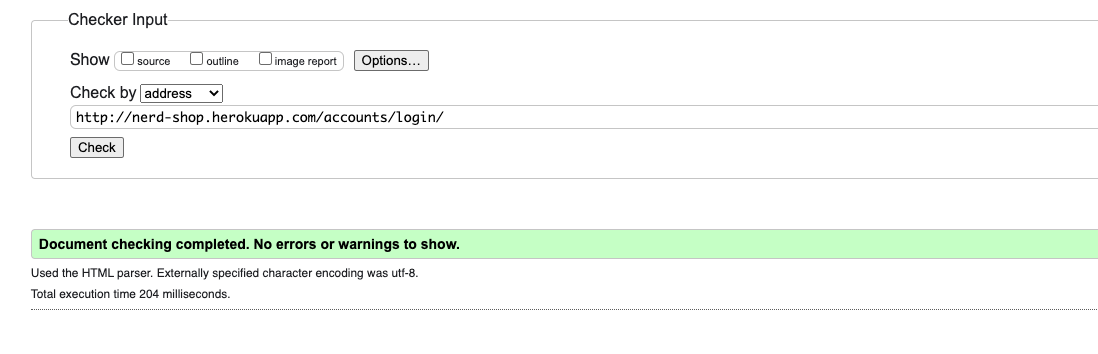 Checker Input
Show source outline image report Options...
Check by address
http://nerd-shop.herokuapp.com/accounts/login/
Check
Document checking completed. No errors or warnings to show.
Used the HTML parser. Externally specified character encoding was utf-8.
Total execution time 204 milliseconds.